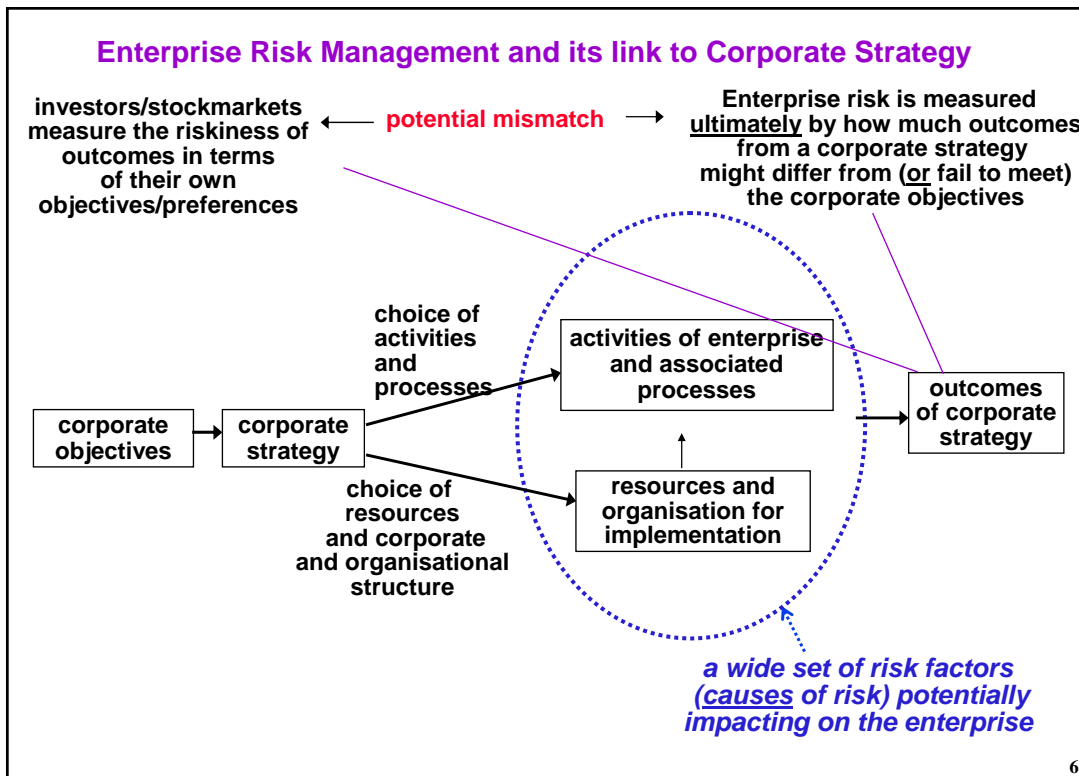 Enterprise Risk Management and its link to Corporate Strategy
investors/stockmarkets
measure the riskiness of
outcomes in terms
of their own
objectives/preferences
potential mismatch
Enterprise risk is measured
ultimately by how much outcomes
from a corporate strategy
might differ from (or fail to meet)
the corporate objectives
choice of
activities
and
processes
activities of enterprise
and associated
processes
corporate
objectives
corporate
strategy
outcomes
of corporate
strategy
choice of
resources
and corporate
and organisational
structure
resources and
organisation for
implementation
a wide set of risk factors
(causes of risk) potentially
impacting on the enterprise
6